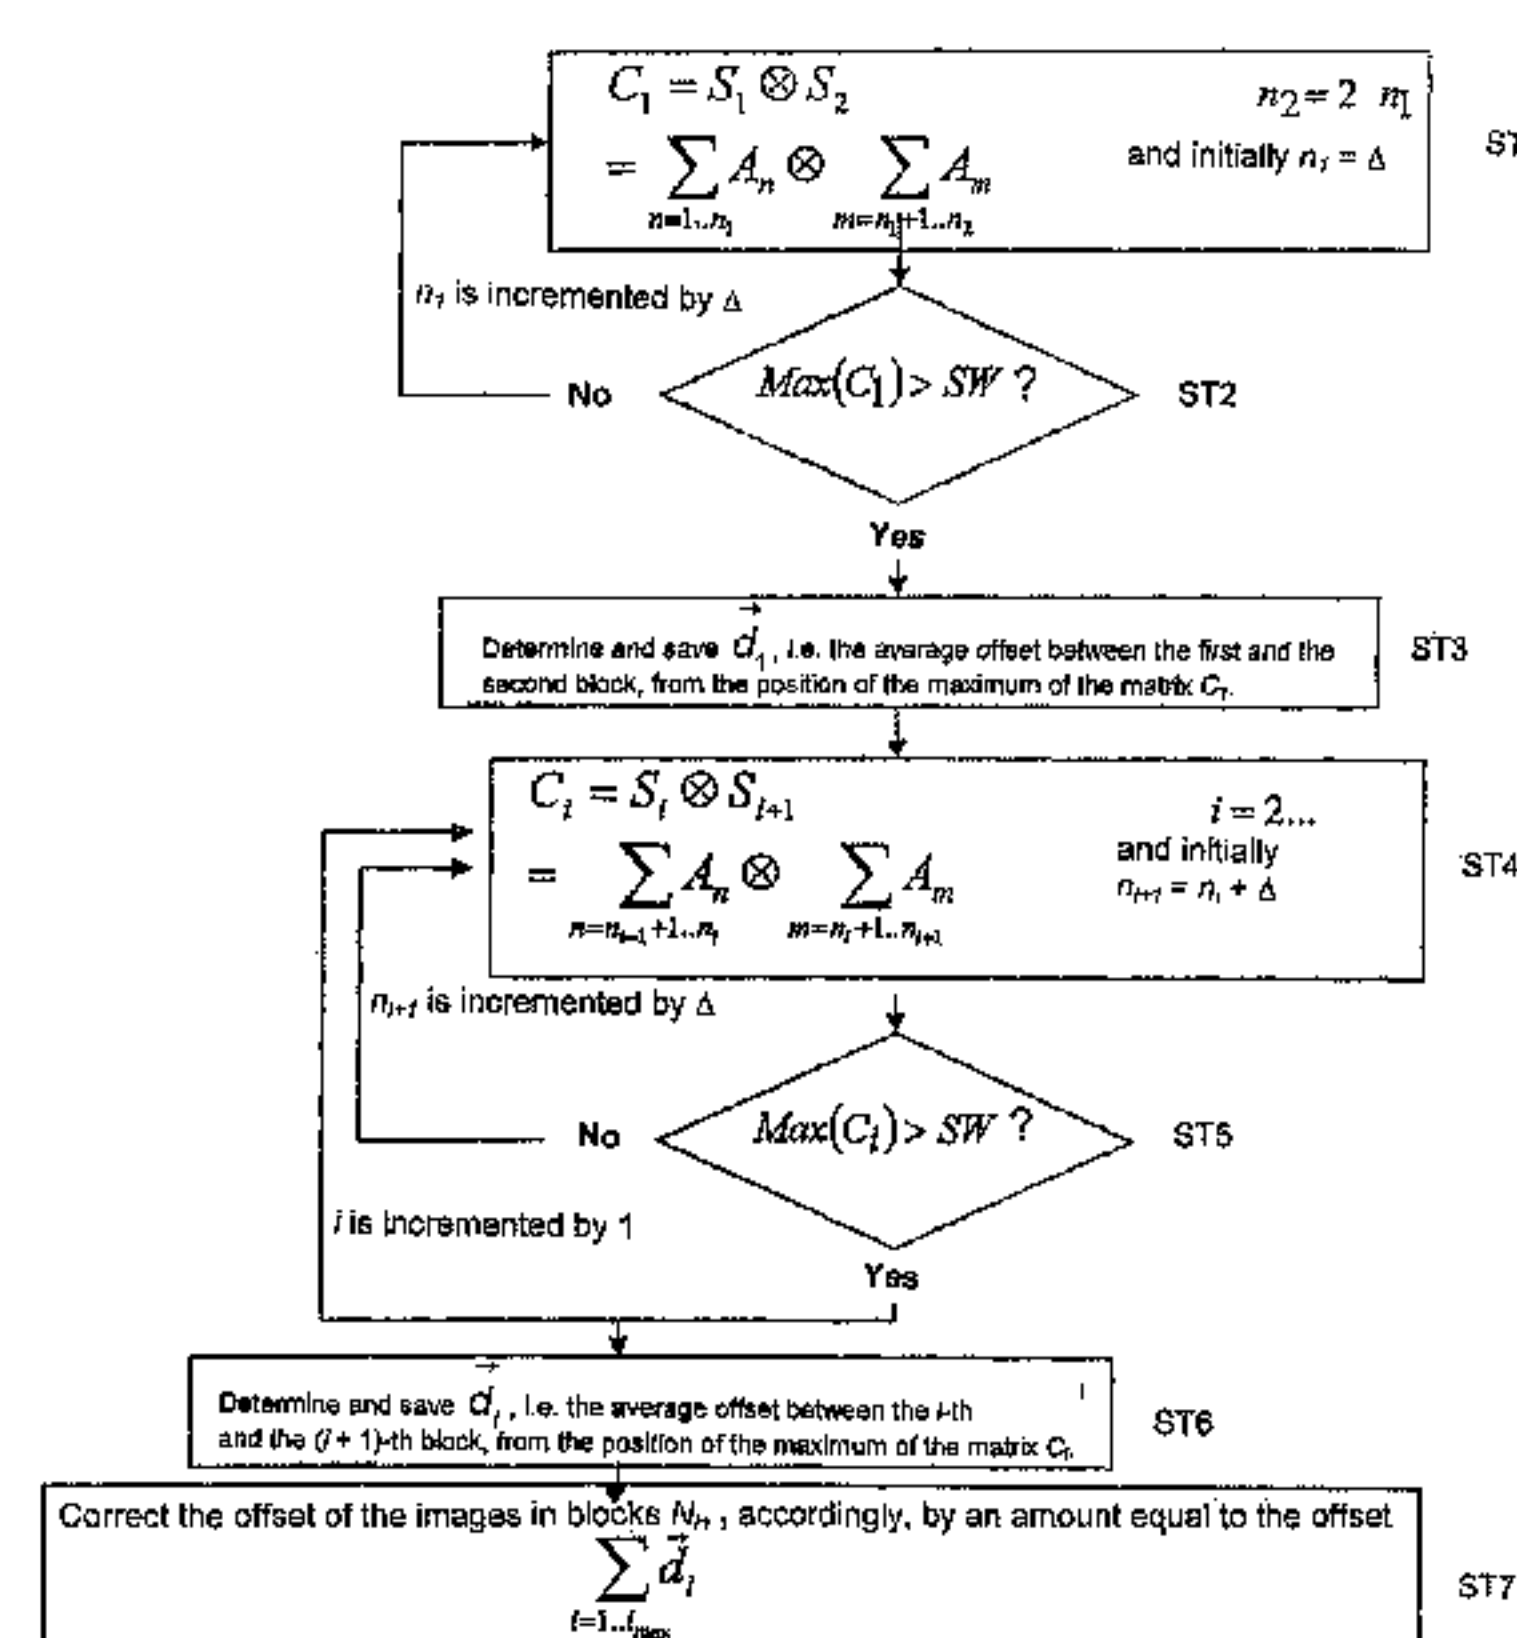 C₁ = S₁ ⊗ S₂
n₂ = 2 n₁
= ∑ Aₙ ⊗ ∑ Aₘ
and initially n₁ = Δ
n=1..n₁ m=n₁+1..n₂
n₁ is incremented by Δ
Max(C₁) > SW ?
No
ST2
Yes
Determine and save d⃗₁, i.e. the average offset between the first and the
second block, from the position of the maximum of the matrix C₁.
ST3
Cᵢ = Sᵢ ⊗ Sᵢ₊₁
i = 2...
and initially
= ∑ Aₙ ⊗ ∑ Aₘ
nᵢ₊₁ = nᵢ + Δ
ST4
n=nᵢ₋₁+1..nᵢ m=nᵢ+1..nᵢ₊₁
nᵢ₊₁ is incremented by Δ
Max(Cᵢ) > SW ?
No
ST5
i is incremented by 1
Yes
Determine and save d⃗ᵢ, i.e. the average offset between the i-th
and the (i + 1)-th block, from the position of the maximum of the matrix Cᵢ.
ST6
Correct the offset of the images in blocks , accordingly, by an amount equal to the offset
∑ d⃗ᵢ
i=1..iₘₐₓ
ST7